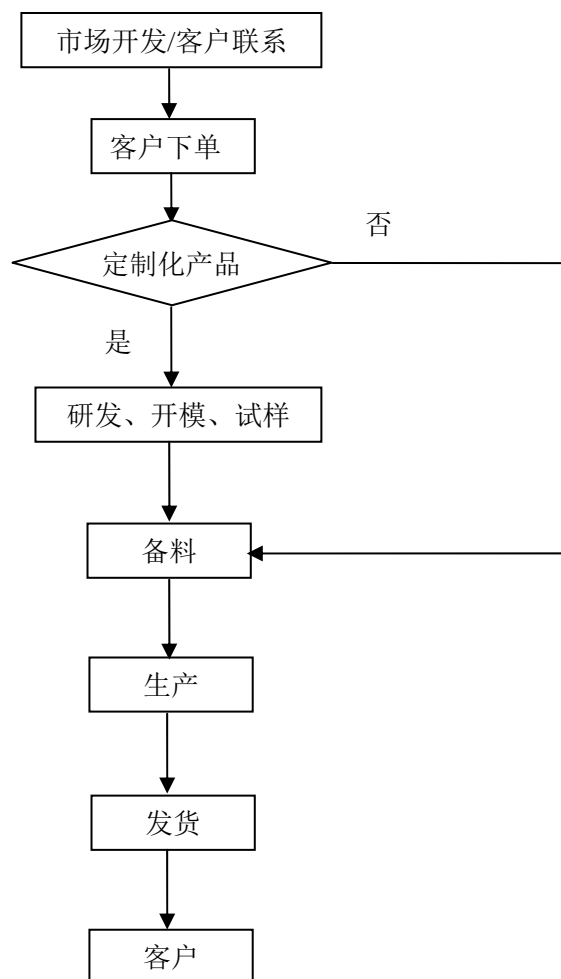 市场开发/客户联系
客户下单
否
定制化产品
是
研发、开模、试样
备料
生产
发货
客户